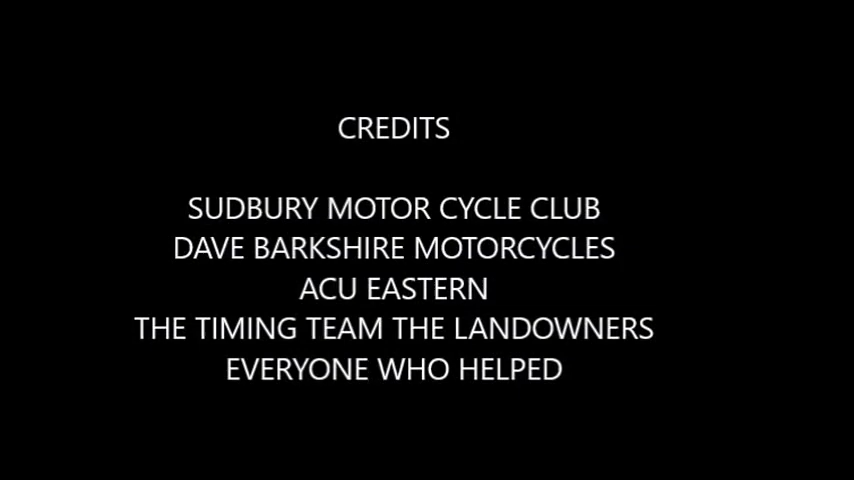 CREDITS
SUDBURY MOTOR CYCLE CLUB
DAVE BARKSHIRE MOTORCYCLES
ACU EASTERN
THE TIMING TEAM THE LANDOWNERS
EVERYONE WHO HELPED